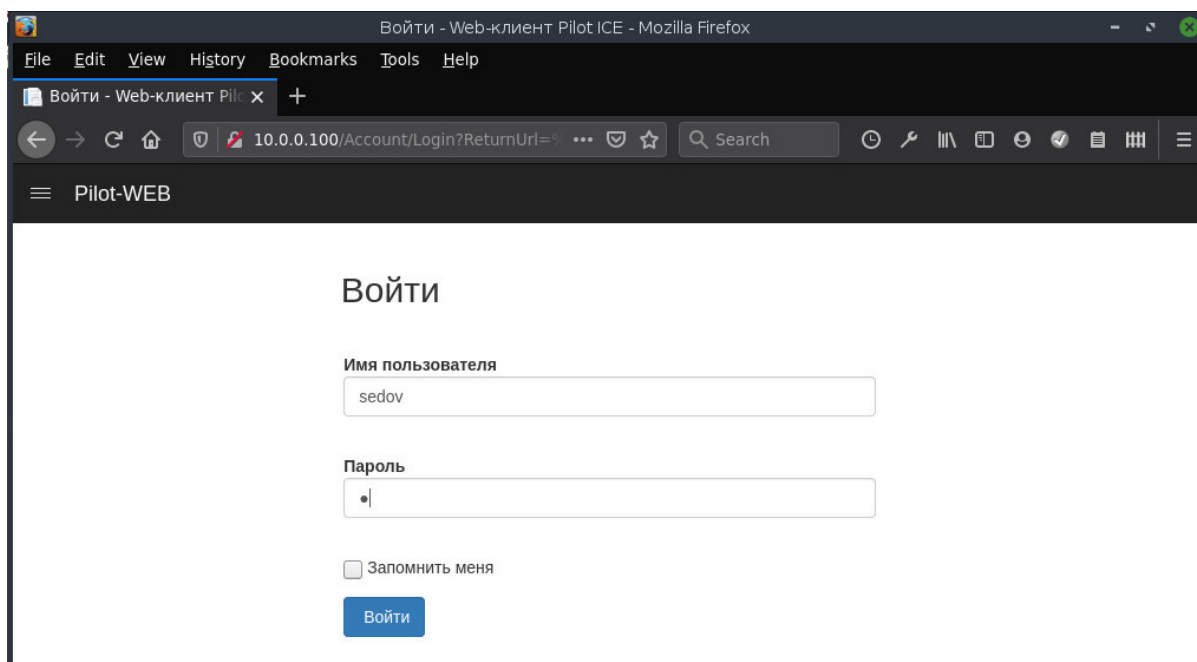 Войти - Web-клиент Pilot ICE - Mozilla Firefox
File Edit View History Bookmarks Tools Help
Войти - Web-клиент Pilo
10.0.0.100/Account/Login?ReturnUrl=% Search
Pilot-WEB
Войти
Имя пользователя
sedov
Пароль
Запомнить меня
Войти